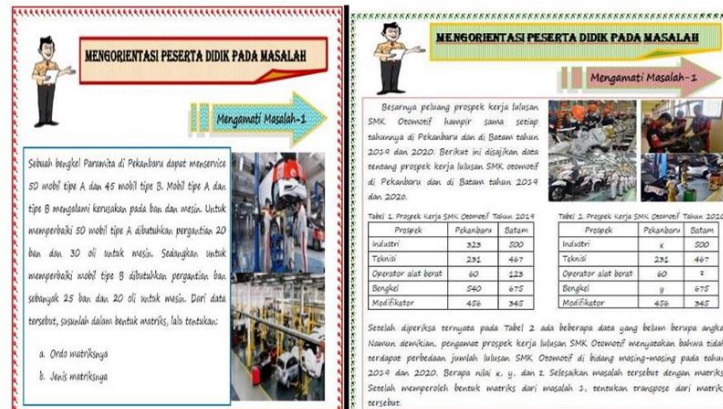 MENGORIENTASI PESERTA DIDIK PADA MASALAH
Mengamati Masalah-1
Sebuah bengkel Paramita di Pekanbaru dapat menservice
50 mobil tipe A dan 45 mobil tipe B. Mobil tipe A dan
tipe B mengalami kerusakan pada ban dan mesin. Untuk
memperbaiki 50 mobil tipe A dibutuhkan pergantian 20
ban dan 30 oli untuk mesin. Sedangkan untuk
memperbaiki mobil tipe B dibutuhkan pergantian ban
sebanyak 25 ban dan 20 oli untuk mesin. Dari data
tersebut, susunlah dalam bentuk matriks, lalu tentukan:
a. Ordo matriksnya
b. Jenis matriksnya
MENGORIENTASI PESERTA DIDIK PADA MASALAH
Mengamati Masalah-1
Besarnya peluang prospek kerja lulusan
SMK Otomotif hampir sama setiap
tahunnya di Pekanbaru dan di Batam tahun
2019 dan 2020. Berikut ini disajikan data
tentang prospek kerja lulusan SMK otomotif
di Pekanbaru dan di Batam tahun 2019
dan 2020.
Tabel 1. Prospek Kerja SMK Otomotif Tahun 2019
Prospek Pekanbaru Batam
Industri 323 500
Teknisi 231 467
Operator alat berat 60 123
Bengkel 540 675
Modifikator 456 345
Tabel 2. Prospek Kerja SMK Otomotif Tahun 2020
Prospek Pekanbaru Batam
Industri x 500
Teknisi 231 467
Operator alat berat 60 z
Bengkel y 675
Modifikator 456 345
Setelah diperiksa ternyata pada Tabel 2 ada beberapa data yang belum berupa angka
Namun demikian, pengamat prospek kerja lulusan SMK Otomotif menyatakan bahwa tidak
terdapat perbedaan jumlah lulusan SMK Otomotif di bidang masing-masing pada tahun
2019 dan 2020. Berapa nilai x, y, dan z. Selesaikan masalah tersebut dengan matriks
Setelah memperoleh bentuk matriks dari masalah 1, tentukan transpose dari matriks
tersebut.